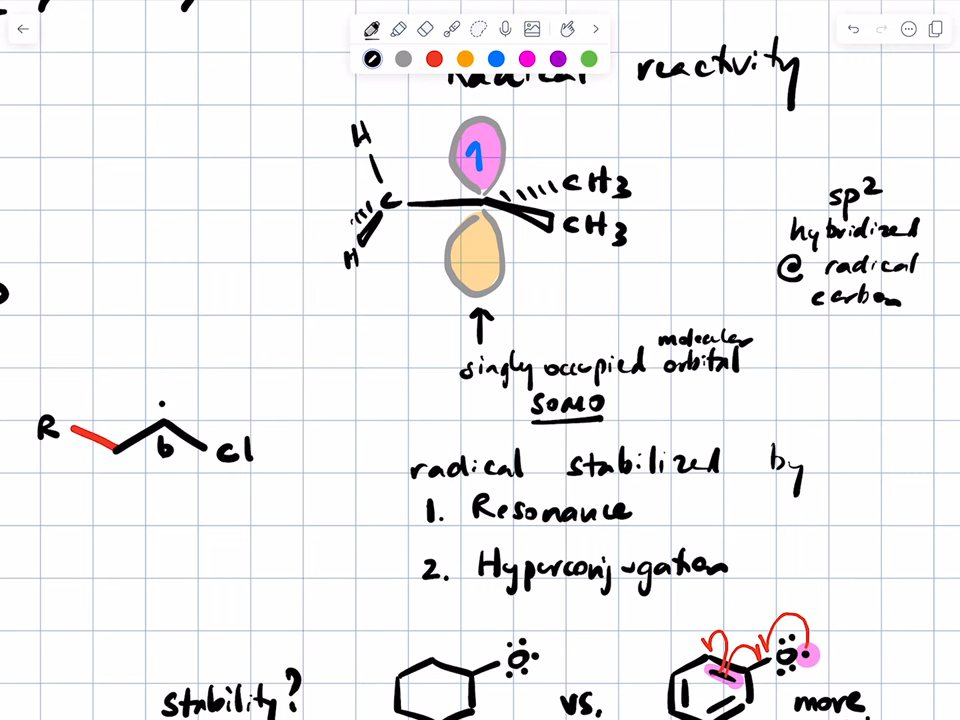 Radical reactivity
H
1
C
CH3
CH3
H
sp2
hybridized
@ radical
carbon
molecular
singly occupied orbital
SOMO
R
b
Cl
radical stabilized by
1. Resonance
2. Hyperconjugation
stability?
O
vs.
O
more